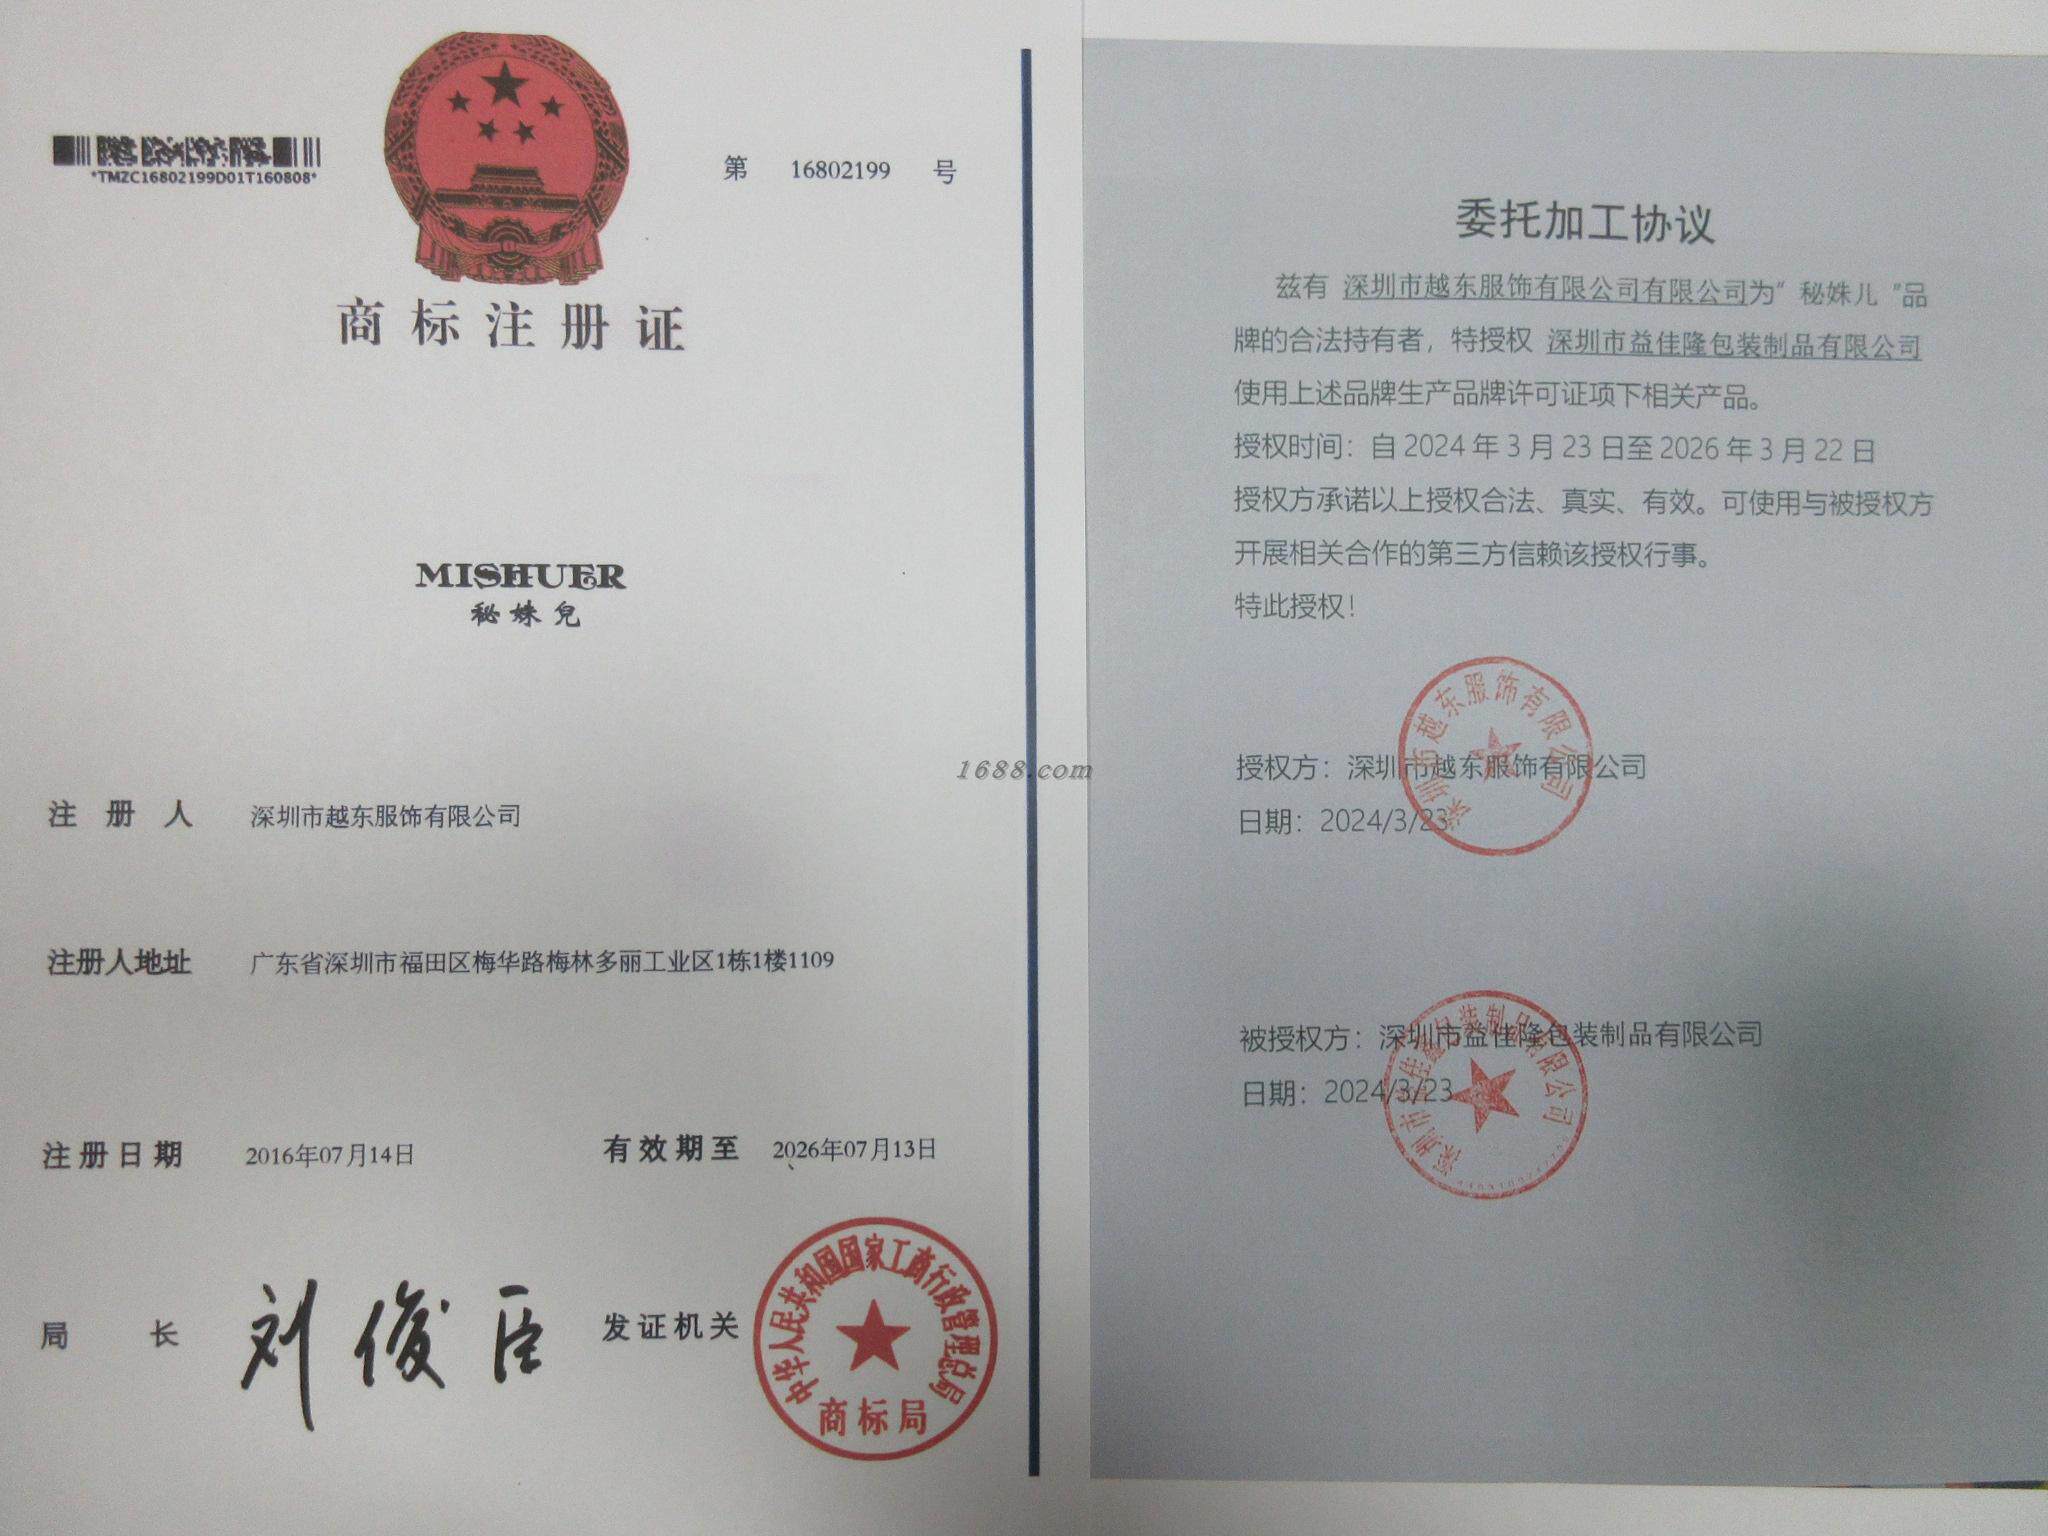 *TMZC16802199D01T160808*
第 16802199 号
商标注册证
MISHUER
秘姝兒
注册人 深圳市越东服饰有限公司
注册人地址 广东省深圳市福田区梅华路梅林多丽工业区1栋1楼1109
注册日期 2016年07月14日 有效期至 2026年07月13日
局长 刘俊臣 发证机关
中华人民共和国国家工商行政管理总局
商标局
1688.com
委托加工协议
兹有 深圳市越东服饰有限公司有限公司为"秘姝儿"品
牌的合法持有者，特授权 深圳市益佳隆包装制品有限公司
使用上述品牌生产品牌许可证项下相关产品。
授权时间：自 2024 年 3 月 23 日至 2026 年 3 月 22 日
授权方承诺以上授权合法、真实、有效。可使用与被授权方
开展相关合作的第三方信赖该授权行事。
特此授权！
授权方：深圳市越东服饰有限公司
日期：2024/3/23
深圳市越东服饰有限公司
被授权方：深圳市益佳隆包装制品有限公司
日期：2024/3/23